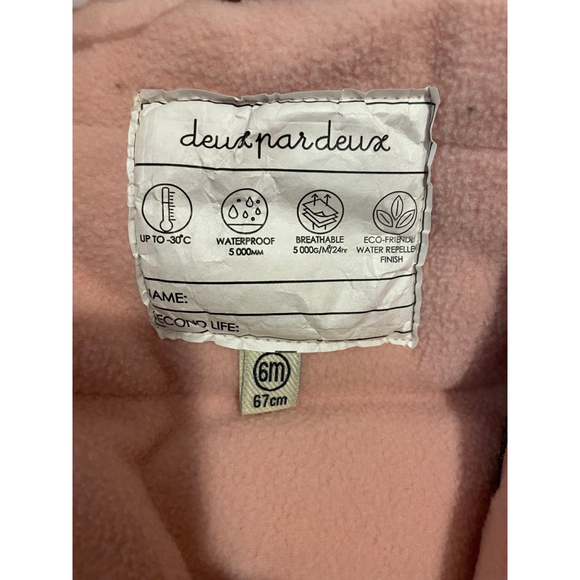 deuxpardeux
UP TO -30°C
WATERPROOF
5 000MM
BREATHABLE
5 000G/M²/24hr
ECO-FRIENDLY
WATER REPELLENT
FINISH
NAME:
SECOND LIFE:
6m
67cm